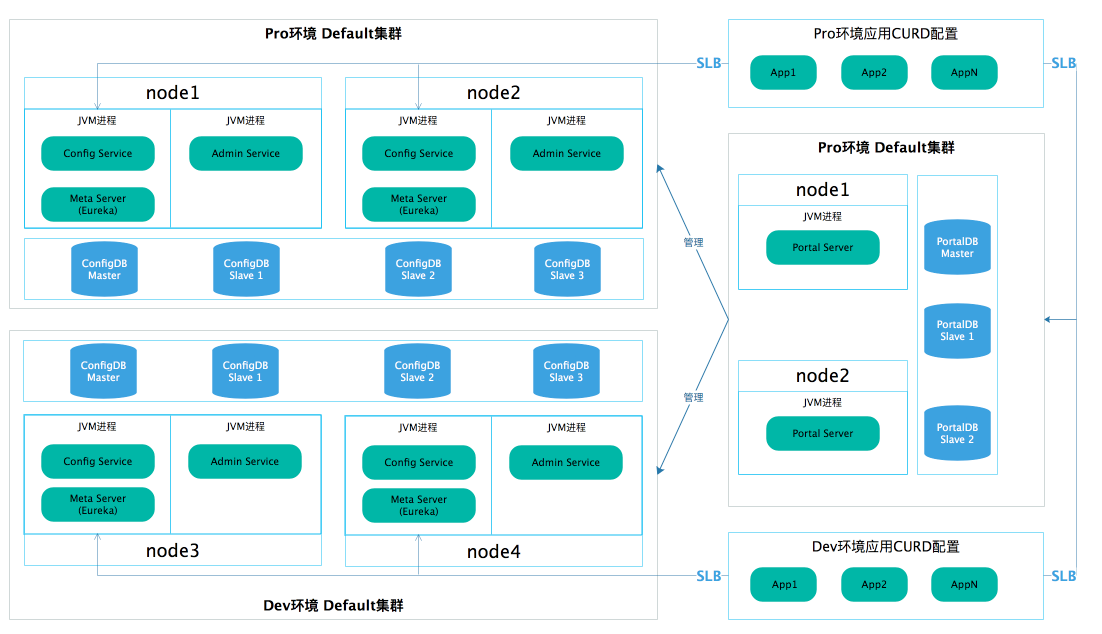 Pro环境 Default集群
node1
JVM进程
Config Service
Meta Server
(Eureka)
JVM进程
Admin Service
node2
JVM进程
Config Service
Meta Server
(Eureka)
JVM进程
Admin Service
ConfigDB
Master
ConfigDB
Slave 1
ConfigDB
Slave 2
ConfigDB
Slave 3
ConfigDB
Master
ConfigDB
Slave 1
ConfigDB
Slave 2
ConfigDB
Slave 3
JVM进程
Config Service
Meta Server
(Eureka)
JVM进程
Admin Service
node3
JVM进程
Config Service
Meta Server
(Eureka)
JVM进程
Admin Service
node4
Dev环境 Default集群
管理
管理
SLB
Pro环境应用CURD配置
App1
App2
AppN
SLB
Pro环境 Default集群
node1
JVM进程
Portal Server
node2
JVM进程
Portal Server
PortalDB
Master
PortalDB
Slave 1
PortalDB
Slave 2
SLB
Dev环境应用CURD配置
App1
App2
AppN
SLB